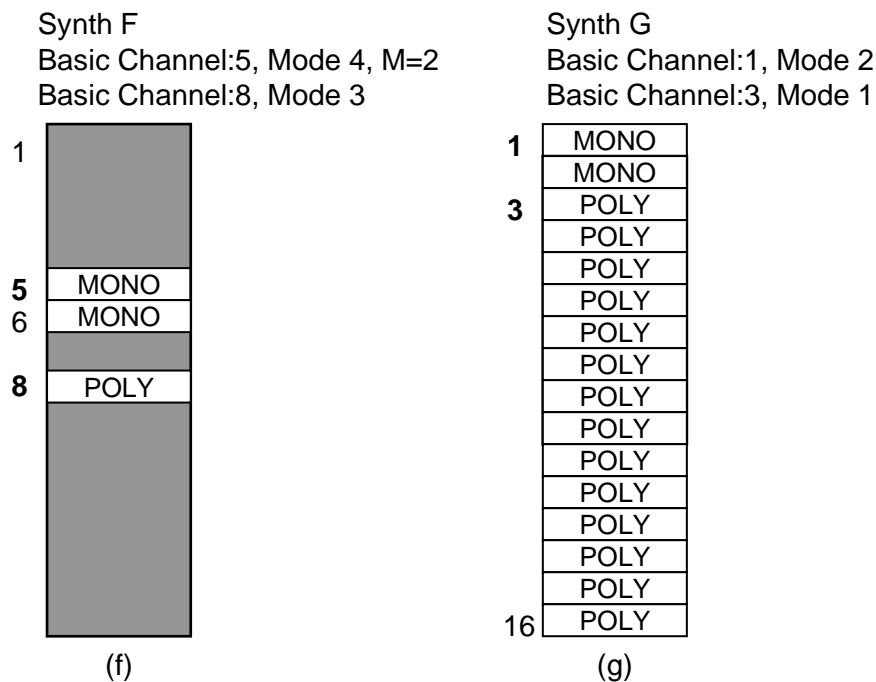 Synth F
Basic Channel:5, Mode 4, M=2
Basic Channel:8, Mode 3
1
5 MONO
6 MONO
8 POLY
(f)
Synth G
Basic Channel:1, Mode 2
Basic Channel:3, Mode 1
1 MONO
MONO
3 POLY
POLY
POLY
POLY
POLY
POLY
POLY
POLY
POLY
POLY
POLY
POLY
POLY
16 POLY
(g)